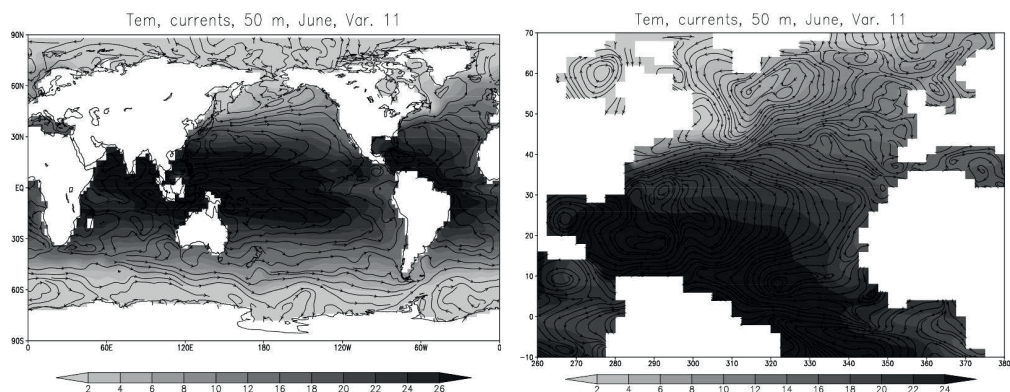 Tem, currents, 50 m, June, Var. 11
90N
60N
30N
EQ
30S
60S
90S
0 60E 120E 180 120W 60W 0
2 4 6 8 10 12 14 16 18 20 22 24 26
Tem, currents, 50 m, June, Var. 11
70
60
50
40
30
20
10
0
-10
260 270 280 290 300 310 320 330 340 350 360 370 380
2 4 6 8 10 12 14 16 18 20 22 24